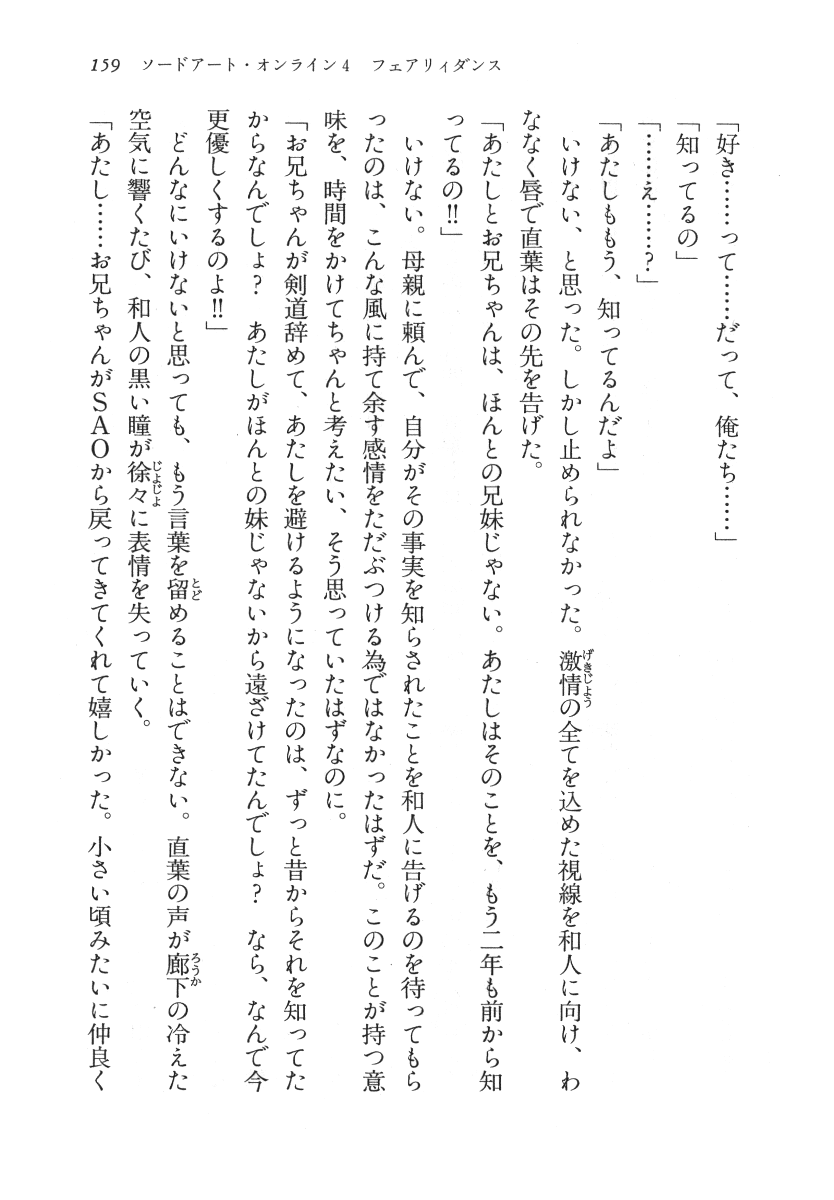 159　ソードアート・オンライン4　フェアリィダンス
「好き……って……だって、俺たち……」
「知ってるの」
「……え……？」
「あたしももう、知ってるんだよ」
　いけない、と思った。しかし止められなかった。激情の全てを込めた視線を和人に向け、わ
ななく唇で直葉はその先を告げた。
「あたしとお兄ちゃんは、ほんとの兄妹じゃない。あたしはそのことを、もう二年も前から知
ってるの!!」
　いけない。母親に頼んで、自分がその事実を知らされたことを和人に告げるのを待ってもら
ったのは、こんな風に持て余す感情をただぶつける為ではなかったはずだ。このことが持つ意
味を、時間をかけてちゃんと考えたい、そう思っていたはずなのに。
「お兄ちゃんが剣道辞めて、あたしを避けるようになったのは、ずっと昔からそれを知ってた
からなんでしょ？　あたしがほんとの妹じゃないから遠ざけてたんでしょ？　なら、なんで今
更優しくするのよ!!」
　どんなにいけないと思っても、もう言葉を留めることはできない。直葉の声が廊下の冷えた
空気に響くたび、和人の黒い瞳が徐々に表情を失っていく。
「あたし……お兄ちゃんがＳＡＯから戻ってきてくれて嬉しかった。小さい頃みたいに仲良く